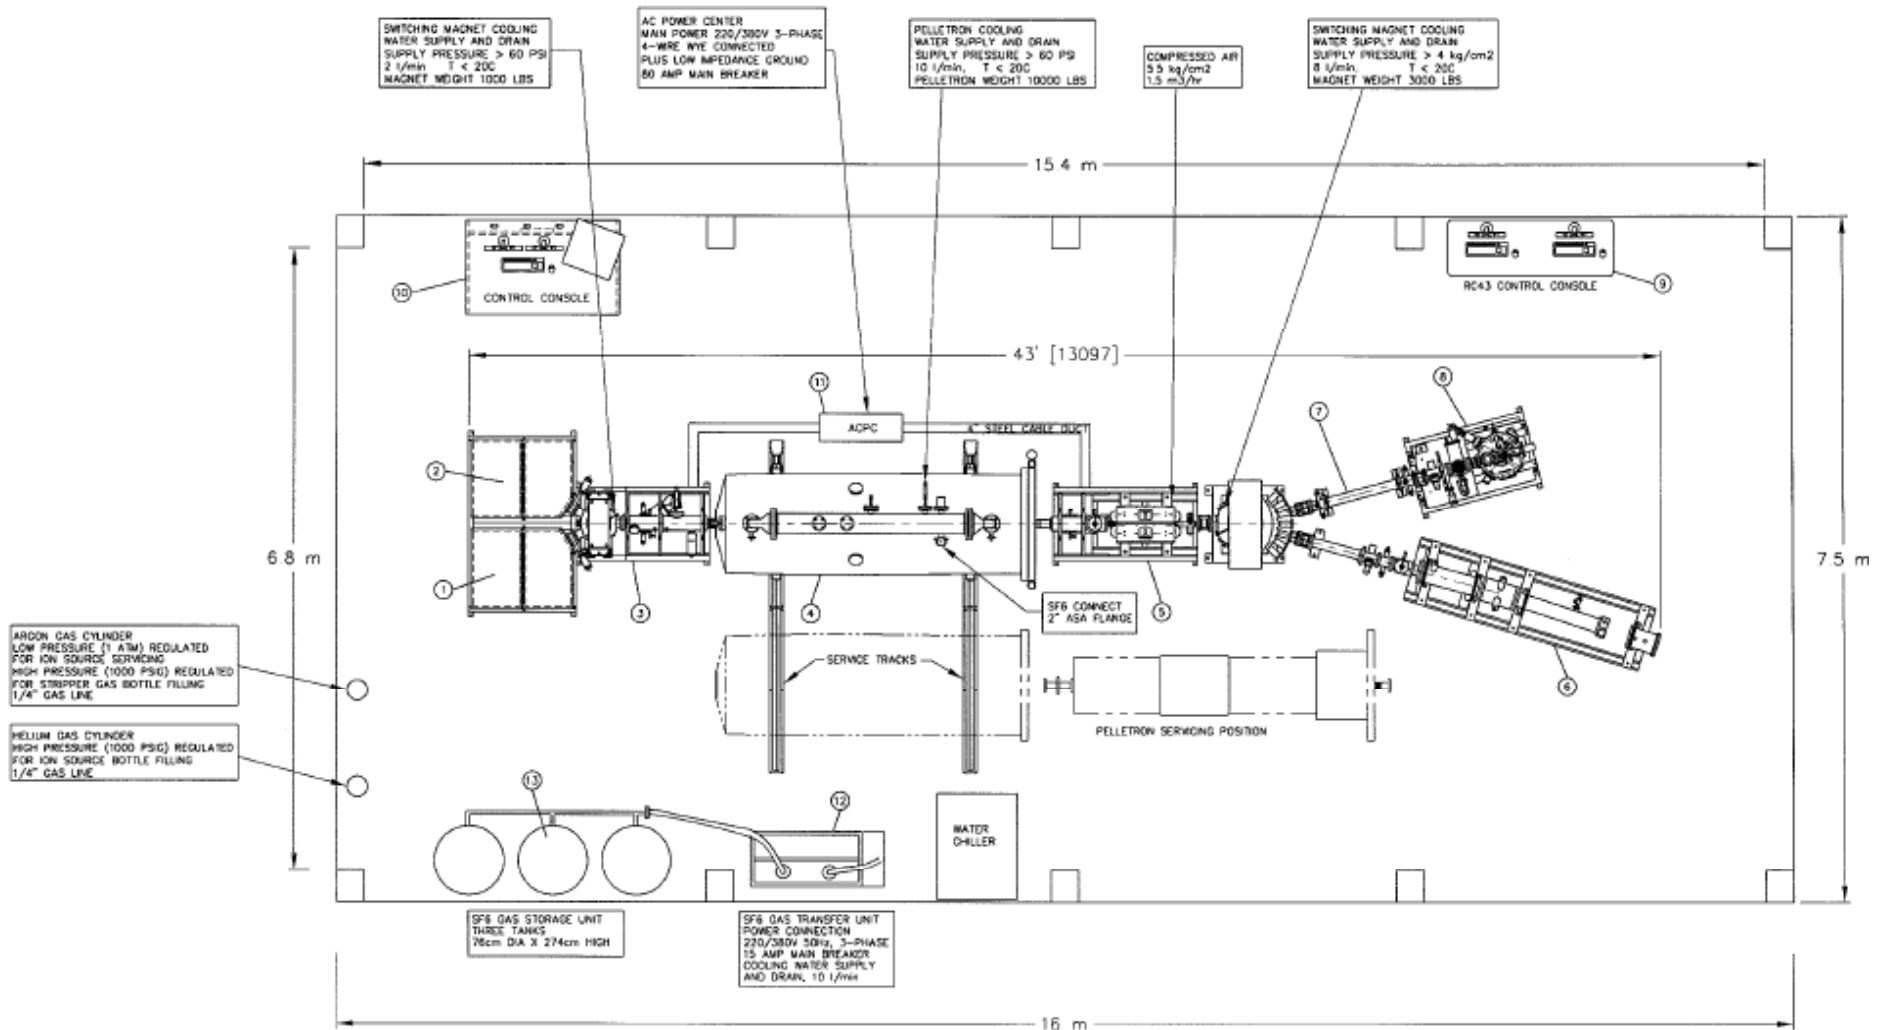 SWITCHING MAGNET COOLING
WATER SUPPLY AND DRAIN
SUPPLY PRESSURE > 60 PSI
2 l/min T < 20C
MAGNET WEIGHT 1000 LBS
AC POWER CENTER
MAIN POWER 220/380V 3-PHASE
4-WIRE WYE CONNECTED
PLUS LOW IMPEDANCE GROUND
80 AMP MAIN BREAKER
PELLETRON COOLING
WATER SUPPLY AND DRAIN
SUPPLY PRESSURE > 60 PSI
10 l/min, T < 20C
PELLETRON WEIGHT 10000 LBS
COMPRESSED AIR
5.5 kg/cm2
1.5 m3/hr
SWITCHING MAGNET COOLING
WATER SUPPLY AND DRAIN
SUPPLY PRESSURE > 4 kg/cm2
8 l/min, T < 20C
MAGNET WEIGHT 3000 LBS
15.4 m
10
CONTROL CONSOLE
RC43 CONTROL CONSOLE
9
43' [13097]
11
ACPC
4" STEEL CABLE DUCT
8
7
2
1
3
4
5
6
6.8 m
7.5 m
SF6 CONNECT
2" ASA FLANGE
SERVICE TRACKS
PELLETRON SERVICING POSITION
ARGON GAS CYLINDER
LOW PRESSURE (1 ATM) REGULATED
FOR ION SOURCE SERVICING
HIGH PRESSURE (1000 PSIG) REGULATED
FOR STRIPPER GAS BOTTLE FILLING
1/4" GAS LINE
HELIUM GAS CYLINDER
HIGH PRESSURE (1000 PSIG) REGULATED
FOR ION SOURCE BOTTLE FILLING
1/4" GAS LINE
13
12
WATER
CHILLER
SF6 GAS STORAGE UNIT
THREE TANKS
76cm DIA X 274cm HIGH
SF6 GAS TRANSFER UNIT
POWER CONNECTION
220/380V 50Hz, 3-PHASE
15 AMP MAIN BREAKER
COOLING WATER SUPPLY
AND DRAIN, 10 l/min
16 m